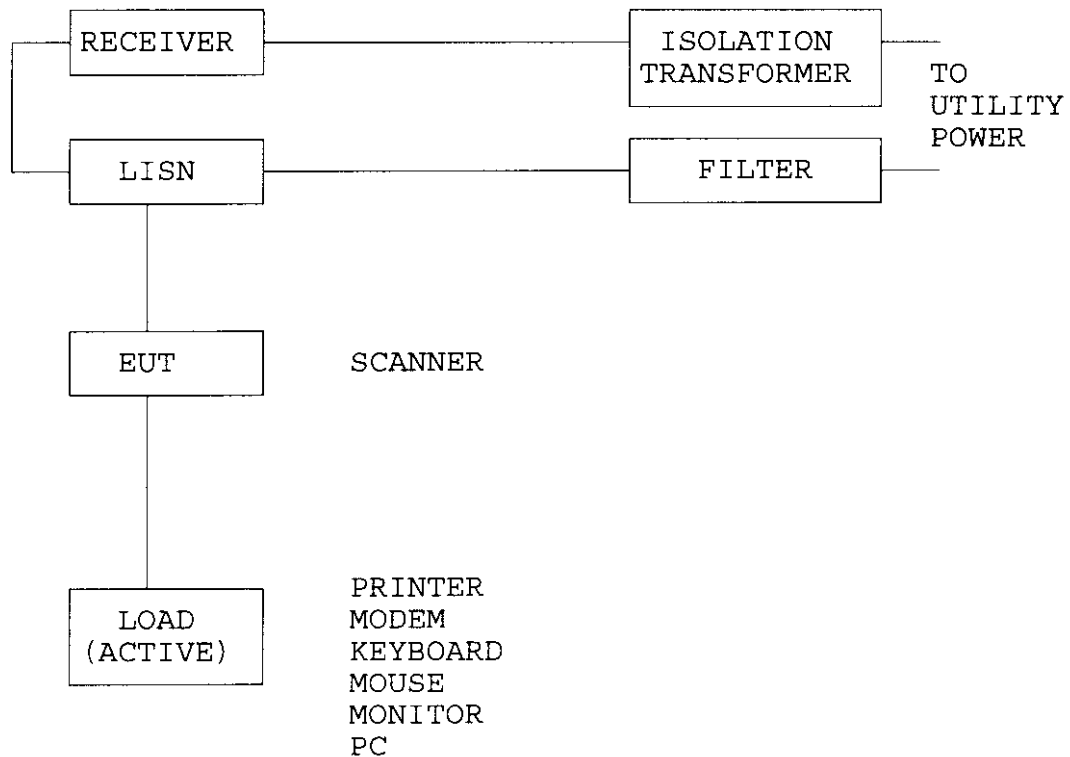 RECEIVER
ISOLATION
TRANSFORMER
TO
UTILITY
POWER
LISN
FILTER
EUT
SCANNER
LOAD
(ACTIVE)
PRINTER
MODEM
KEYBOARD
MOUSE
MONITOR
PC